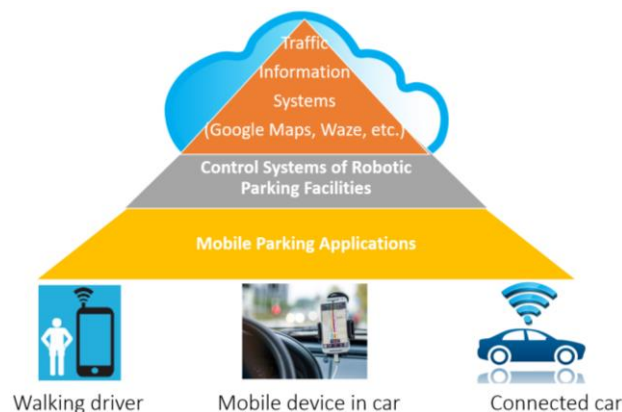 Traffic
Information
Systems
(Google Maps, Waze, etc.)
Control Systems of Robotic
Parking Facilities
Mobile Parking Applications
Walking driver
Mobile device in car
Connected car